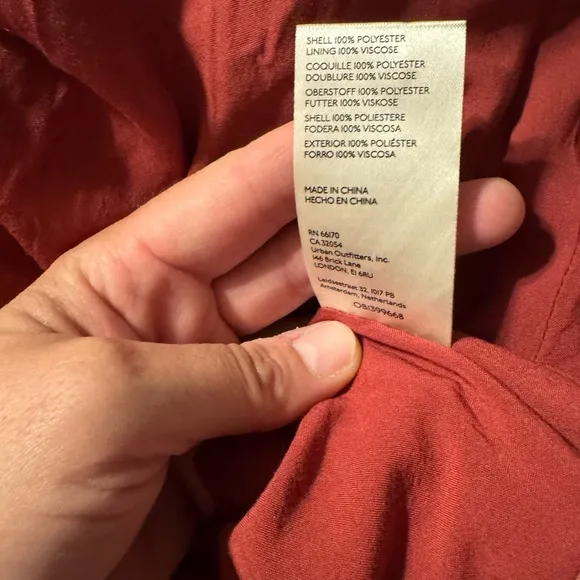 SHELL 100% POLYESTER
LINING 100% VISCOSE
COQUILLE 100% POLYESTER
DOUBLURE 100% VISCOSE
OBERSTOFF 100% POLYESTER
FUTTER 100% VISKOSE
SHELL 100% POLIESTERE
FODERA 100% VISCOSA
EXTERIOR 100% POLIÉSTER
FORRO 100% VISCOSA
MADE IN CHINA
HECHO EN CHINA
RN 66170
CA 32054
Urban Outfitters, Inc.
146 Brick Lane
LONDON, E1 6RU
Leidsestraat 32, 1017 PB
Amsterdam, Netherlands
OB1399668